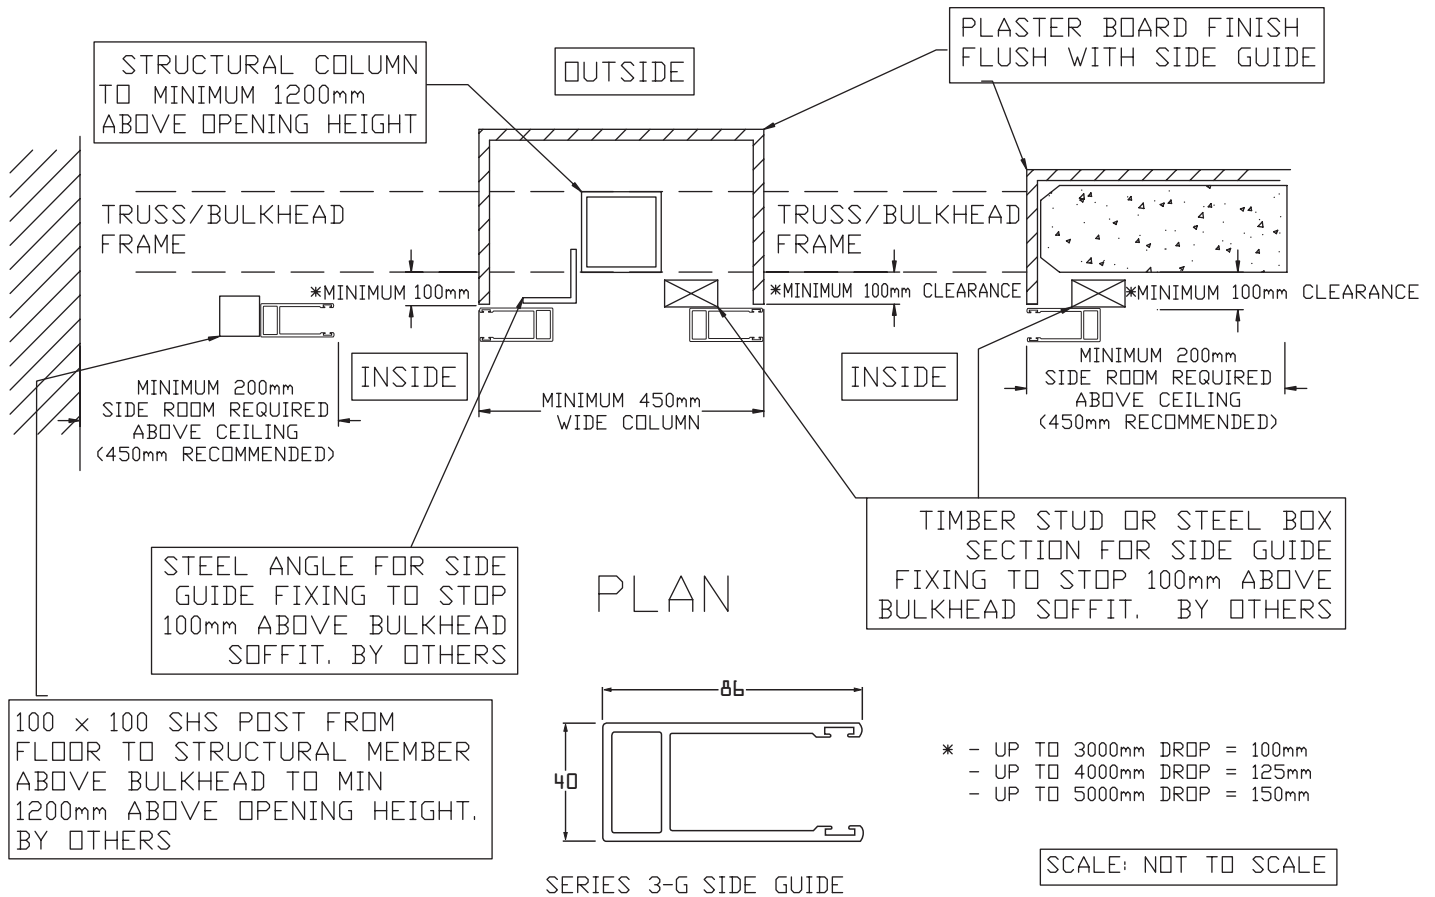 STRUCTURAL COLUMN
TO MINIMUM 1200mm
ABOVE OPENING HEIGHT
OUTSIDE
PLASTER BOARD FINISH
FLUSH WITH SIDE GUIDE
TRUSS/BULKHEAD
FRAME
TRUSS/BULKHEAD
FRAME
*MINIMUM 100mm
*MINIMUM 100mm CLEARANCE
*MINIMUM 100mm CLEARANCE
INSIDE
INSIDE
MINIMUM 200mm
SIDE ROOM REQUIRED
ABOVE CEILING
(450mm RECOMMENDED)
MINIMUM 450mm
WIDE COLUMN
MINIMUM 200mm
SIDE ROOM REQUIRED
ABOVE CEILING
(450mm RECOMMENDED)
STEEL ANGLE FOR SIDE
GUIDE FIXING TO STOP
100mm ABOVE BULKHEAD
SOFFIT. BY OTHERS
PLAN
TIMBER STUD OR STEEL BOX
SECTION FOR SIDE GUIDE
FIXING TO STOP 100mm ABOVE
BULKHEAD SOFFIT. BY OTHERS
100 x 100 SHS POST FROM
FLOOR TO STRUCTURAL MEMBER
ABOVE BULKHEAD TO MIN
1200mm ABOVE OPENING HEIGHT.
BY OTHERS
86
40
SERIES 3-G SIDE GUIDE
* - UP TO 3000mm DROP = 100mm
- UP TO 4000mm DROP = 125mm
- UP TO 5000mm DROP = 150mm
SCALE: NOT TO SCALE